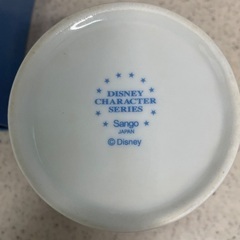 DISNEY
CHARACTER
SERIES
Sango
JAPAN
© Disney